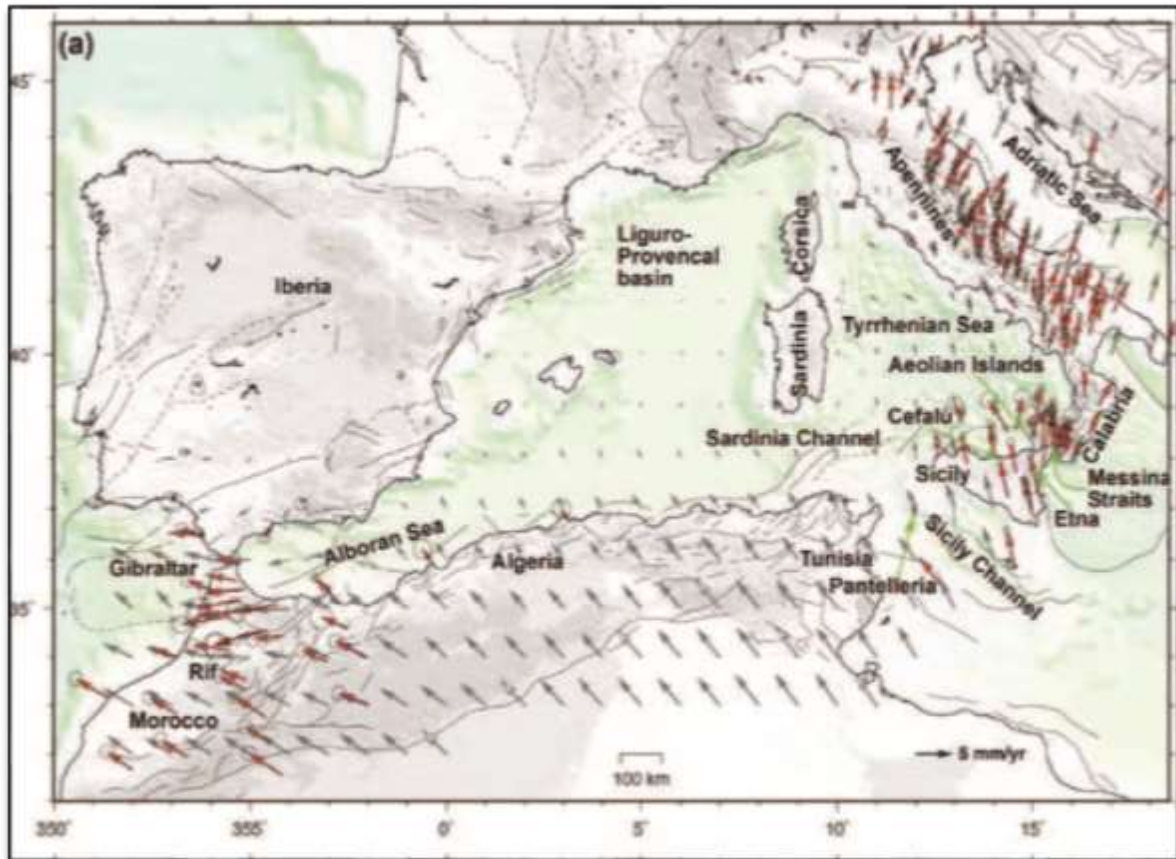 (a)
45°
40°
35°
Apennines
Adriatic Sea
Liguro-
Provencal
basin
Corsica
Iberia
Sardinia
Tyrrhenian Sea
Aeolian Islands
Cefalu
Calabria
Sardinia Channel
Sicily
Messina
Straits
Etna
Alboran Sea
Gibraltar
Algeria
Tunisia
Sicily Channel
Pantelleria
Rif
Morocco
100 km
5 mm/yr
350°
355°
0°
5°
10°
15°